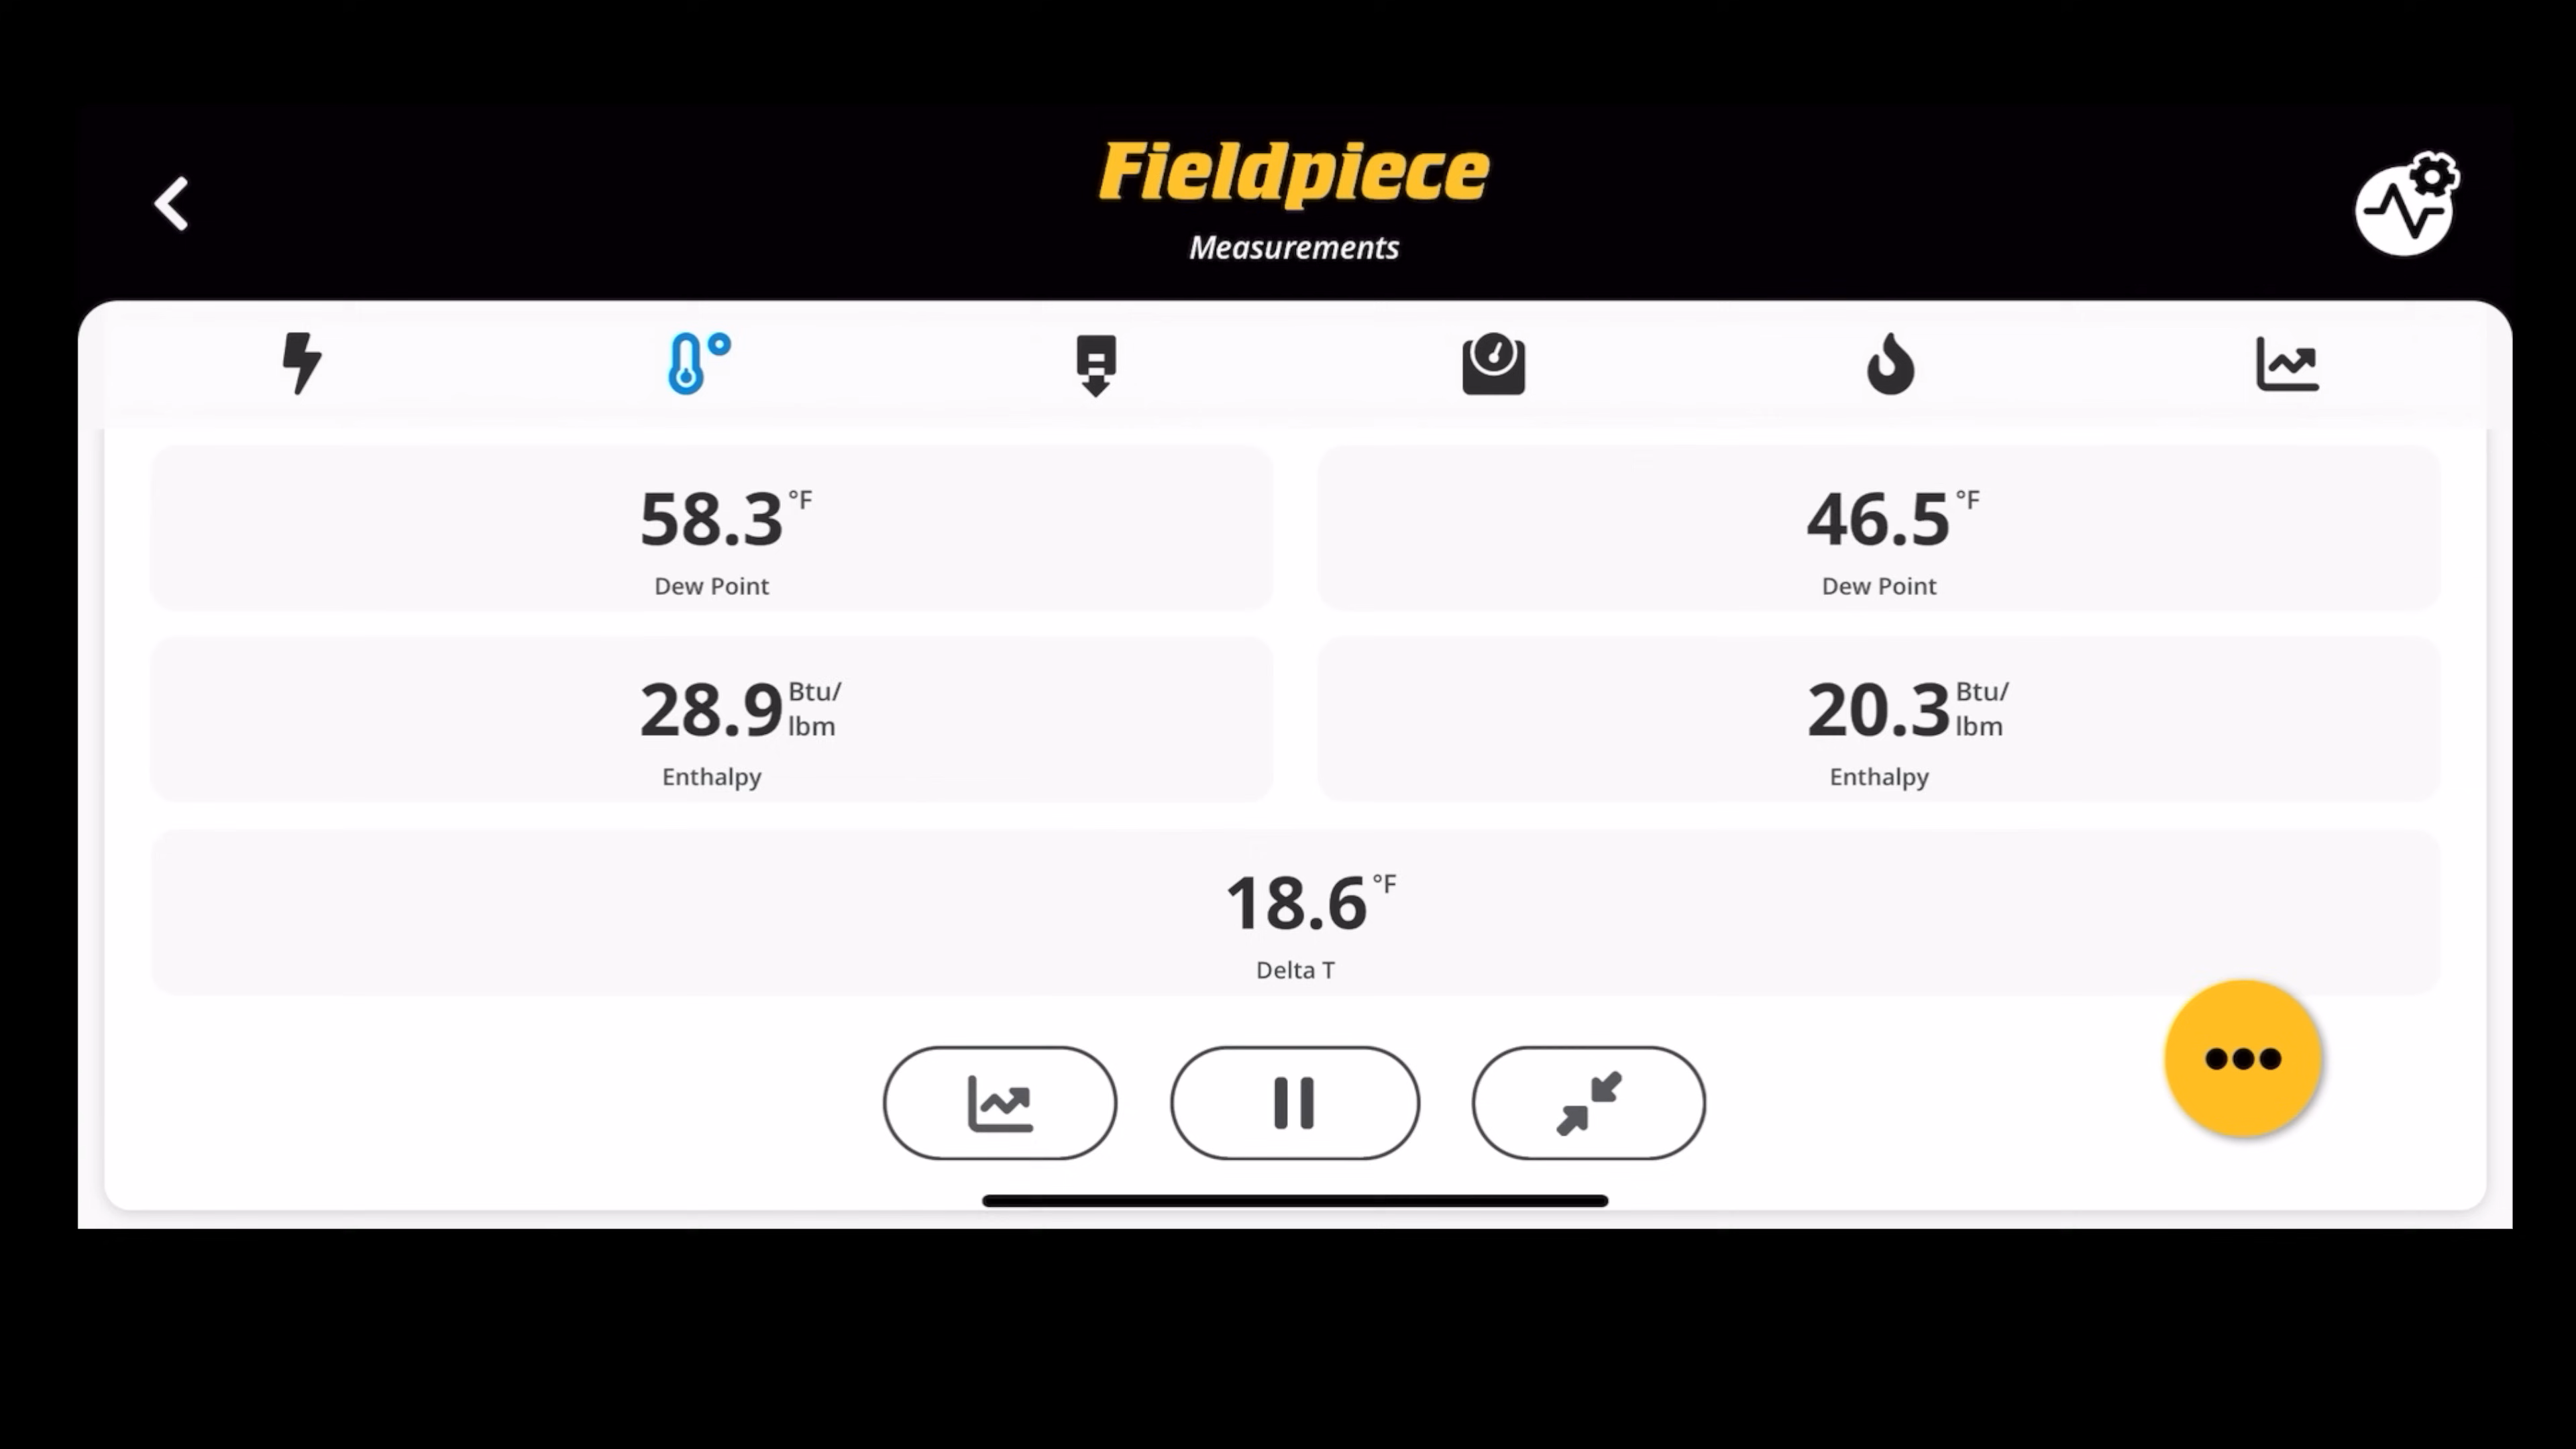 Fieldpiece
Measurements
58.3 °F
Dew Point
46.5 °F
Dew Point
28.9 Btu/
lbm
Enthalpy
20.3 Btu/
lbm
Enthalpy
18.6 °F
Delta T